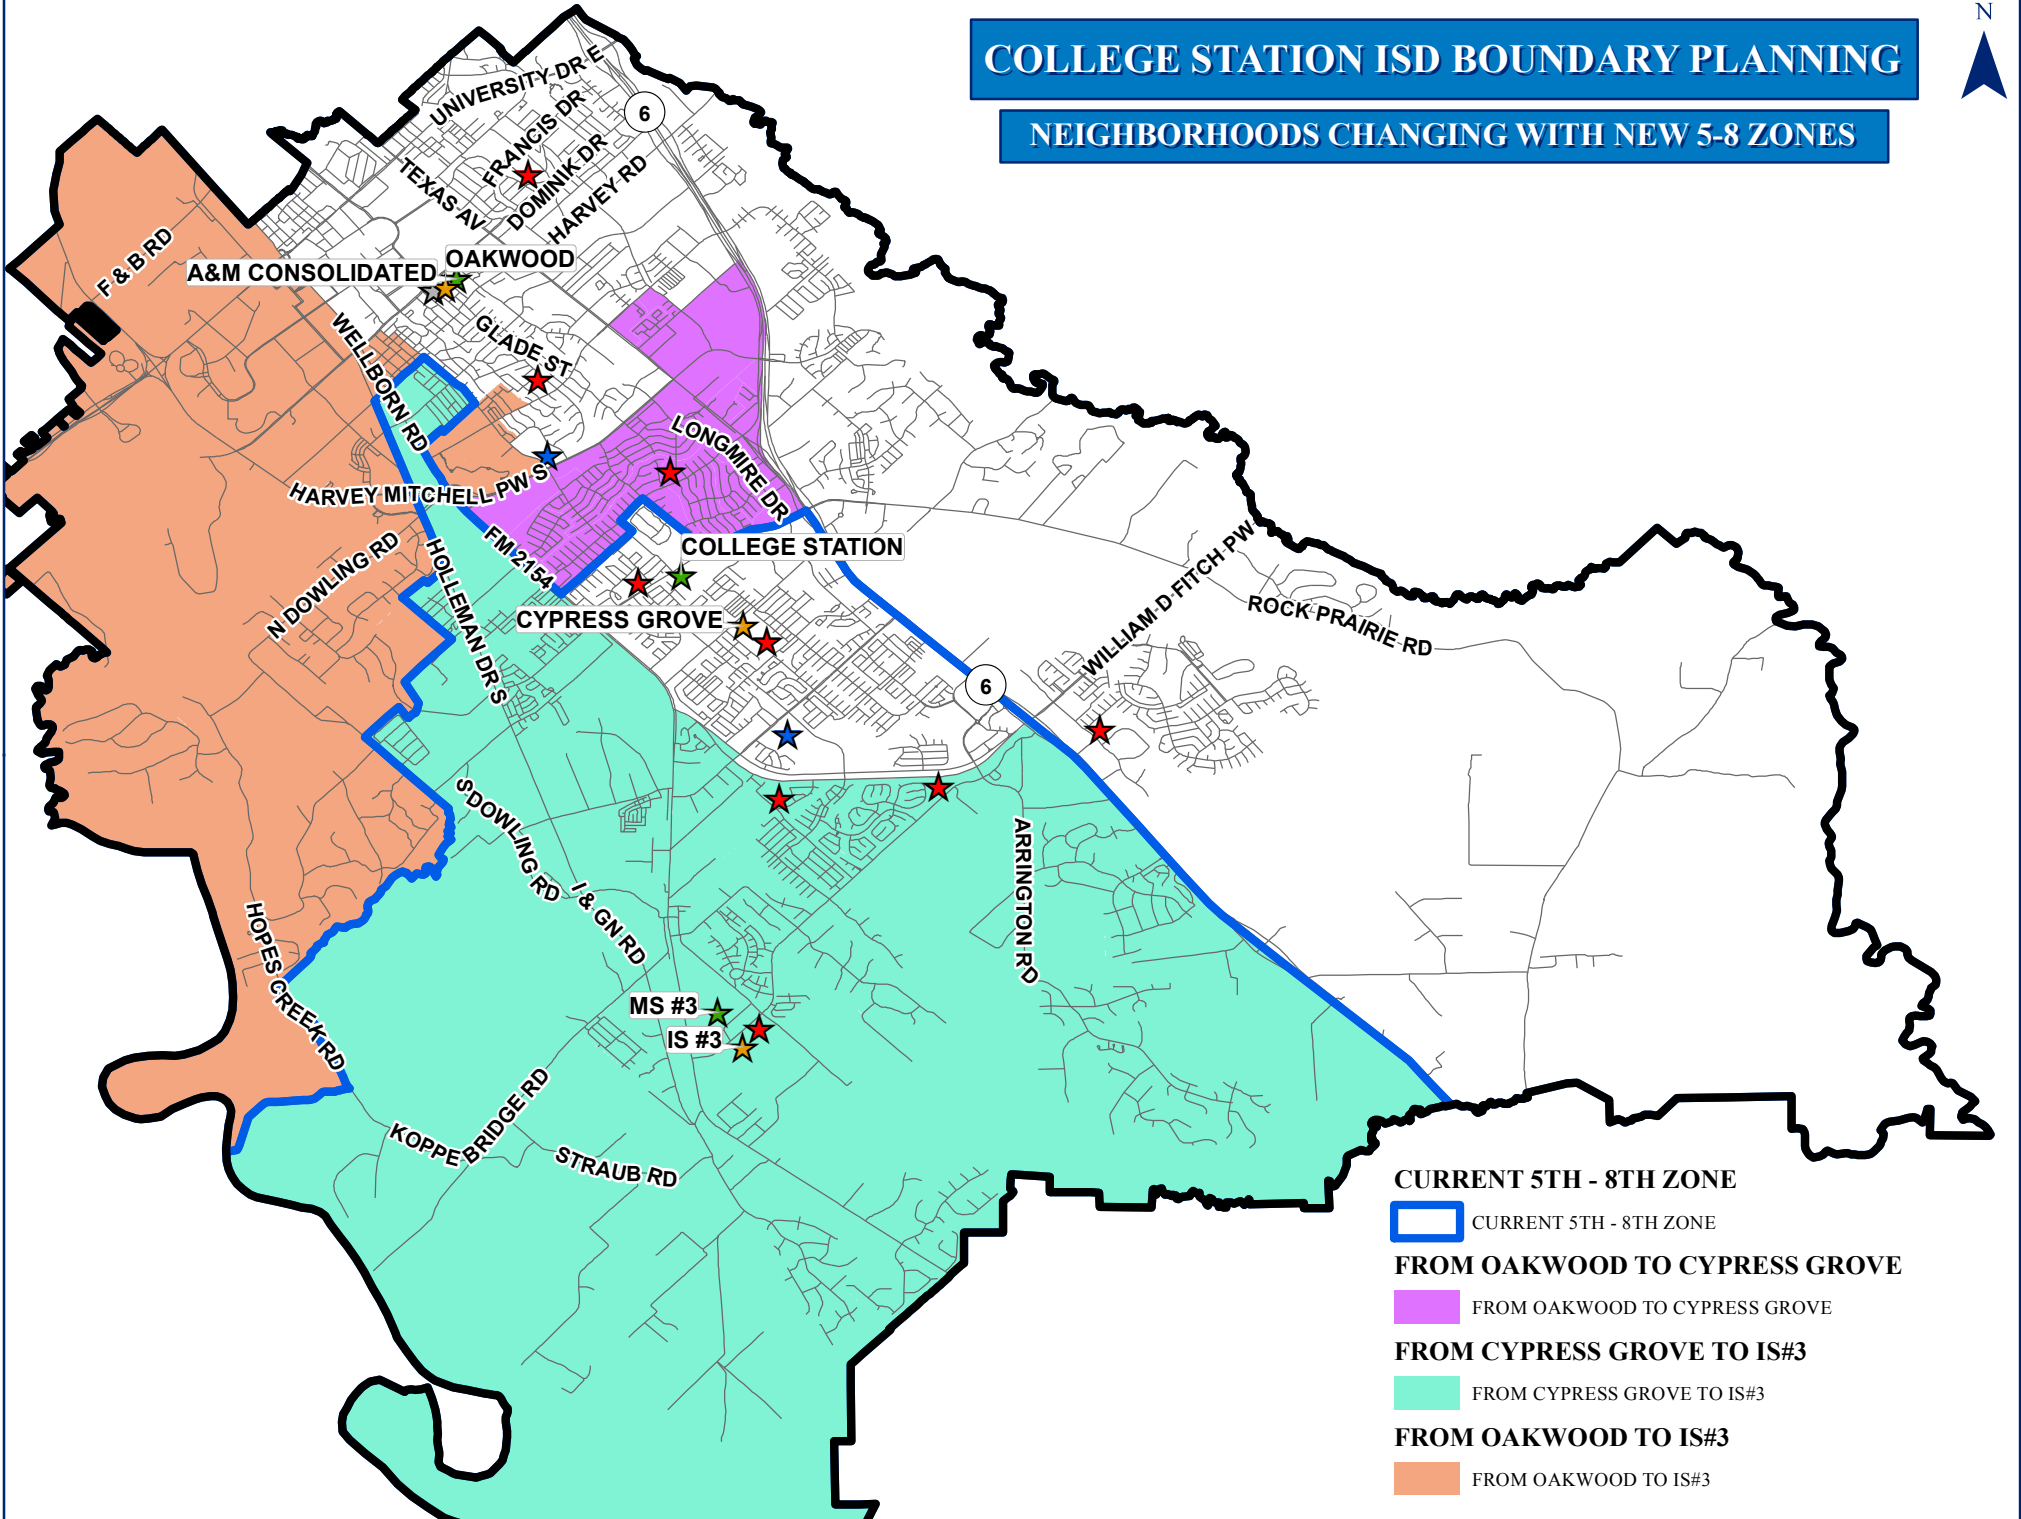 N
COLLEGE STATION ISD BOUNDARY PLANNING
NEIGHBORHOODS CHANGING WITH NEW 5-8 ZONES
UNIVERSITY DR E
FRANCIS DR
6
TEXAS AV
DOMINIK DR
HARVEY RD
F & B RD
A&M CONSOLIDATED
OAKWOOD
WELLBORN RD
GLADE ST
LONGMIRE DR
HARVEY MITCHELL PW S
FM 2154
N DOWLING RD
HOLLEMAN DR S
COLLEGE STATION
CYPRESS GROVE
WILLIAM D FITCH PW
ROCK PRAIRIE RD
6
S DOWLING RD
I & GN RD
ARRINGTON RD
HOPES CREEK RD
MS #3
IS #3
KOPPE BRIDGE RD
STRAUB RD
CURRENT 5TH - 8TH ZONE
CURRENT 5TH - 8TH ZONE
FROM OAKWOOD TO CYPRESS GROVE
FROM OAKWOOD TO CYPRESS GROVE
FROM CYPRESS GROVE TO IS#3
FROM CYPRESS GROVE TO IS#3
FROM OAKWOOD TO IS#3
FROM OAKWOOD TO IS#3